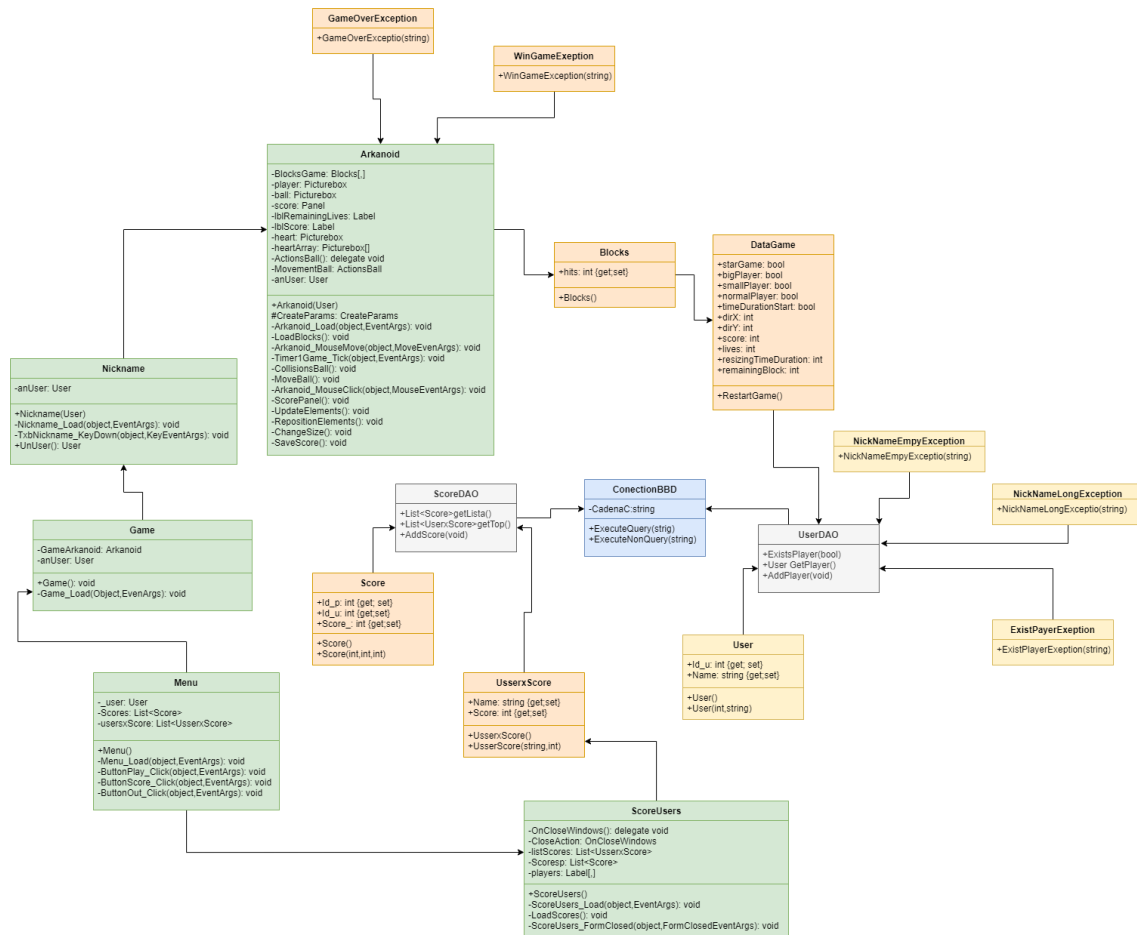 GameOverException
+GameOverExceptio(string)
WinGameExeption
+WinGameException(string)
Arkanoid
-BlocksGame: Blocks[,]
-player: Picturebox
-ball: Picturebox
-score: Panel
-lblRemainingLives: Label
-lblScore: Label
-heart: Picturebox
-heartArray: Picturebox[]
-ActionsBall(): delegate void
-MovementBall: ActionsBall
-anUser: User
+Arkanoid(User)
#CreateParams: CreateParams
-Arkanoid_Load(object,EventArgs): void
-LoadBlocks(): void
-Arkanoid_MouseMove(object,MoveEvenArgs): void
-Timer1Game_Tick(object,EventArgs): void
-CollisionsBall(): void
-MoveBall(): void
-Arkanoid_MouseClick(object,MouseEventArgs): void
-ScorePanel(): void
-UpdateElements(): void
-RepositionElements(): void
-ChangeSize(): void
-SaveScore(): void
Blocks
+hits: int {get;set}
+Blocks()
DataGame
+starGame: bool
+bigPlayer: bool
+smallPlayer: bool
+normalPlayer: bool
+timeDurationStart: bool
+dirX: int
+dirY: int
+score: int
+lives: int
+resizingTimeDuration: int
+remainingBlock: int
+RestartGame()
Nickname
-anUser: User
+Nickname(User)
-Nickname_Load(object,EventArgs): void
-TxbNickname_KeyDown(object,KeyEventArgs): void
+UnUser(): User
NickNameEmpyException
+NickNameEmpyExceptio(string)
NickNameLongException
+NickNameLongExceptio(string)
ScoreDAO
+List<Score>getLista()
+List<UserxScore>getTop()
+AddScore(void)
ConectionBBD
-CadenaC:string
+ExecuteQuery(strig)
+ExecuteNonQuery(string)
UserDAO
+ExistsPlayer(bool)
+User GetPlayer()
+AddPlayer(void)
Game
-GameArkanoid: Arkanoid
-anUser: User
+Game(): void
-Game_Load(Object,EvenArgs): void
Score
+Id_p: int {get; set}
+Id_u: int {get;set}
+Score_: int {get;set}
+Score()
+Score(int,int,int)
ExistPayerExeption
+ExistPlayerExeption(string)
User
+Id_u: int {get; set}
+Name: string {get;set}
+User()
+User(int,string)
Menu
-_user: User
-Scores: List<Score>
-usersxScore: List<UsserxScore>
+Menu()
-Menu_Load(object,EventArgs): void
-ButtonPlay_Click(object,EventArgs): void
-ButtonScore_Click(object,EventArgs): void
-ButtonOut_Click(object,EventArgs): void
UsserxScore
+Name: string {get;set}
+Score: int {get;set}
+UsserxScore()
+UsserScore(string,int)
ScoreUsers
-OnCloseWindows(): delegate void
-CloseAction: OnCloseWindows
-listScores: List<UsserxScore>
-Scoresp: List<Score>
-players: Label[,]
+ScoreUsers()
-ScoreUsers_Load(object,EventArgs): void
-LoadScores(): void
-ScoreUsers_FormClosed(object,FormClosedEventArgs): void